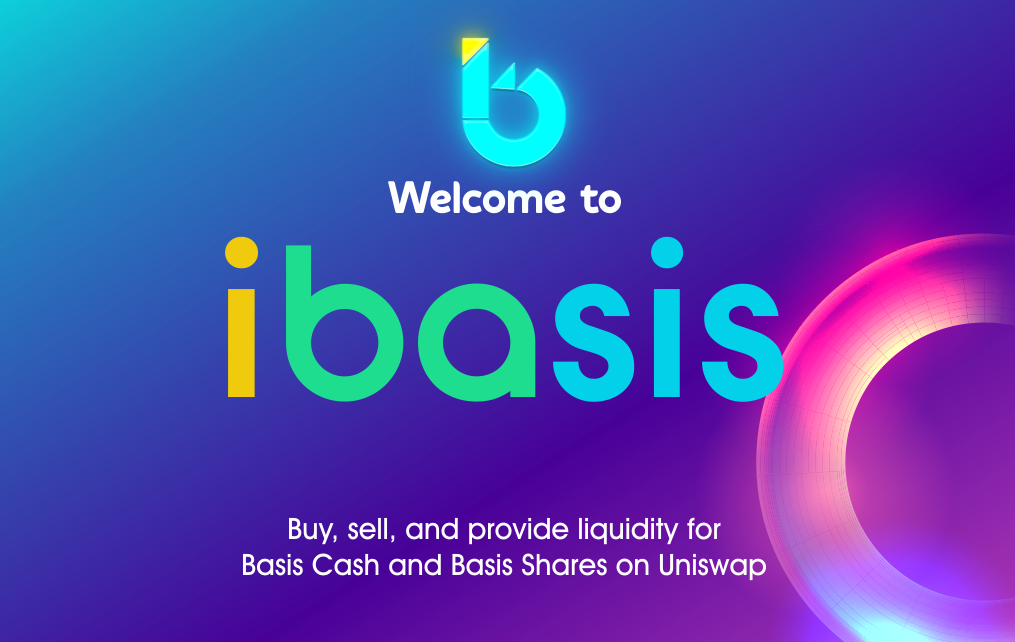 Welcome to
ibasis
Buy, sell, and provide liquidity for
Basis Cash and Basis Shares on Uniswap